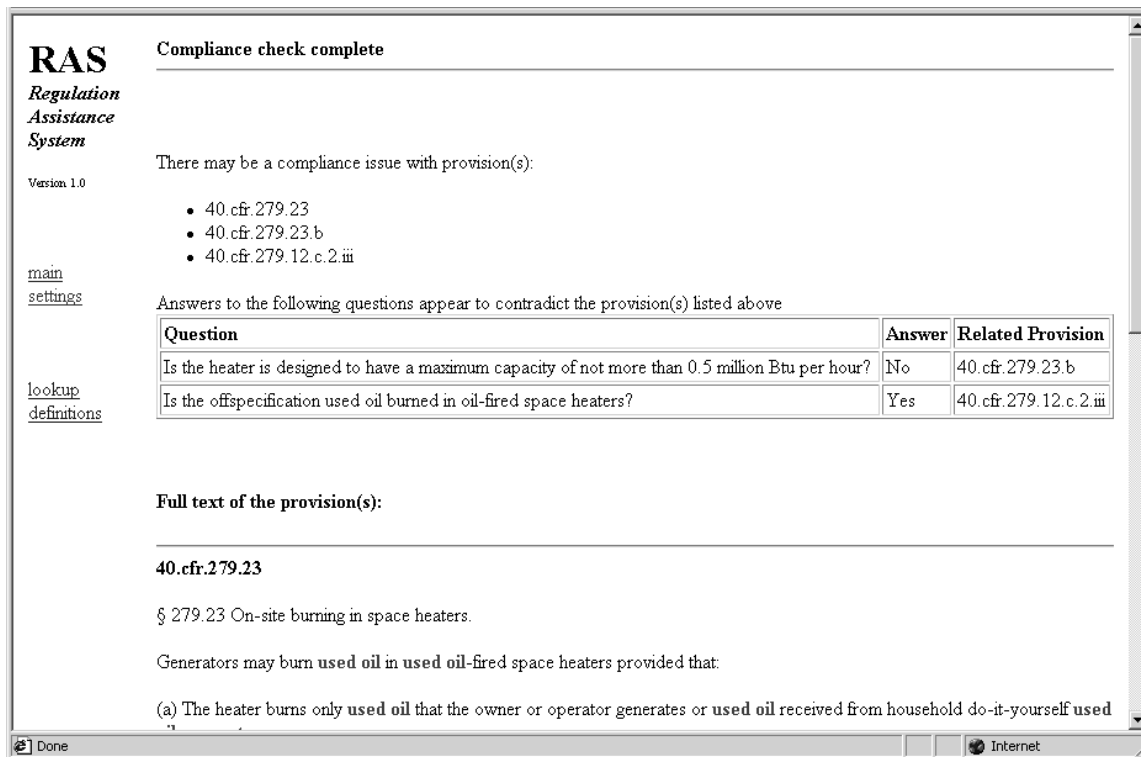 RAS
Regulation
Assistance
System
Version 1.0
main
settings
lookup
definitions
Compliance check complete
There may be a compliance issue with provision(s):
• 40.cfr.279.23
• 40.cfr.279.23.b
• 40.cfr.279.12.c.2.iii
Answers to the following questions appear to contradict the provision(s) listed above
Question Answer Related Provision
Is the heater is designed to have a maximum capacity of not more than 0.5 million Btu per hour? No 40.cfr.279.23.b
Is the offspecification used oil burned in oil-fired space heaters? Yes 40.cfr.279.12.c.2.iii
Full text of the provision(s):
40.cfr.279.23
§ 279.23 On-site burning in space heaters.
Generators may burn used oil in used oil-fired space heaters provided that:
(a) The heater burns only used oil that the owner or operator generates or used oil received from household do-it-yourself used
Done Internet